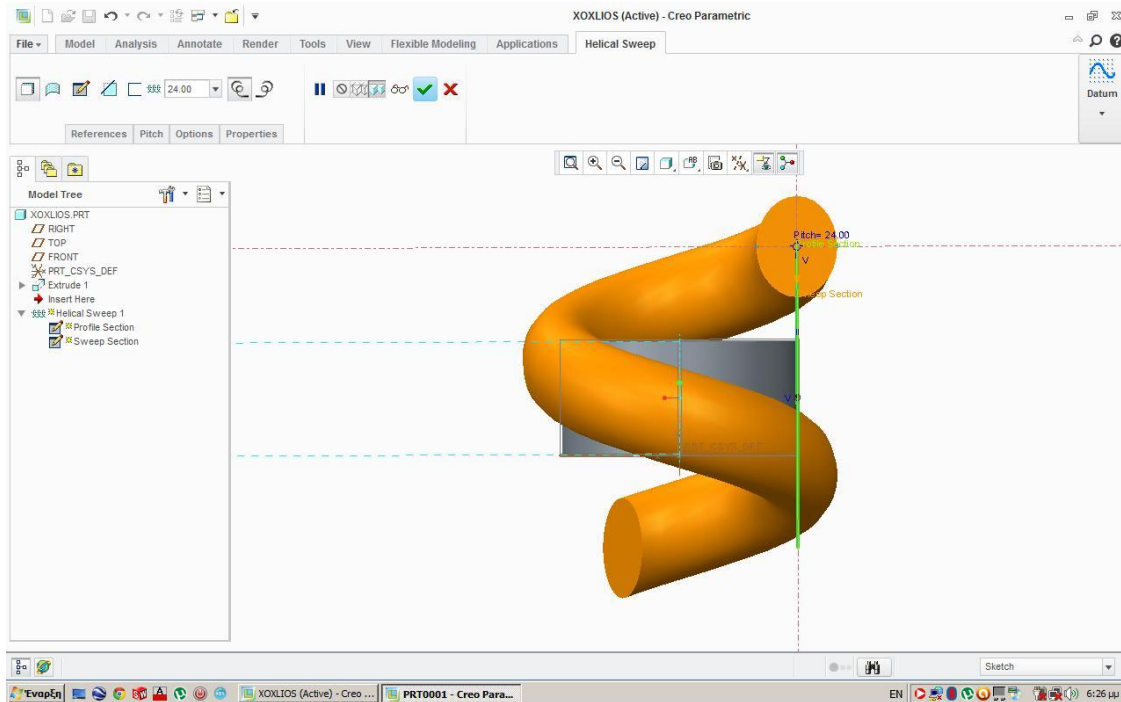 XOXLIOS (Active) - Creo Parametric
File Model Analysis Annotate Render Tools View Flexible Modeling Applications Helical Sweep
24.00
Datum
References Pitch Options Properties
Model Tree
XOXLIOS.PRT
RIGHT
TOP
FRONT
PRT_CSYS_DEF
Extrude 1
Insert Here
Helical Sweep 1
Profile Section
Sweep Section
Pitch= 24.00
Profile Section
V
Sweep Section
V
PRT_CSYS_DEF
Sketch
Έναρξη XOXLIOS (Active) - Creo ... PRT0001 - Creo Para... EN 6:26 μμ